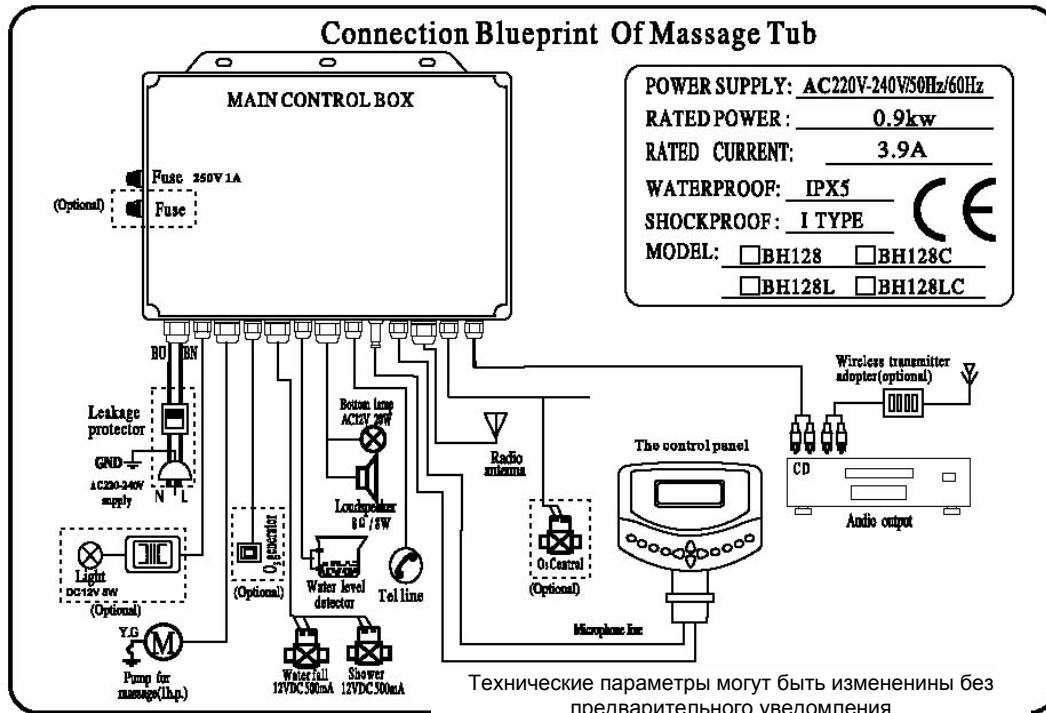 Connection Blueprint Of Massage Tub
MAIN CONTROL BOX
Fuse 250V 1A
(Optional)
Fuse
POWER SUPPLY: AC220V-240V/50Hz/60Hz
RATED POWER: 0.9kw
RATED CURRENT: 3.9A
WATERPROOF: IPX5
SHOCKPROOF: I TYPE
CE
MODEL: □BH128 □BH128C
□BH128L □BH128LC
BU BN
Leakage
protector
GND
AC220-240V
supply
N L
Light
DC12V 8W
(Optional)
Y.G
M
Pump for
massage(1h.p.)
O3 generator
(Optional)
Water level
detector
Bottom lamp
AC12V 20W
Loudspeaker
8Ω/8W
Tel line
Water fall
12VDC 500mA
Shower
12VDC 500mA
Radio
antenna
O3 Central
(Optional)
Microphone line
The control panel
Wireless transmitter
adopter(optional)
CD
Audio output
Технические параметры могут быть измененины без
предварительного уведомления